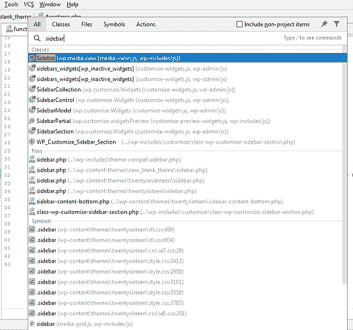 Tools VCS Window Help
blank_theme functions.php
All Classes Files Symbols Actions Include non-project items
sidebar Type / to see commands
Classes
Sidebar (wp.media.view (media-views.js, wp-includes/js))
sidebars_widgets[wp_inactive_widgets] (customize-widgets.js, wp-admin/js)
sidebars_widgets[wp_inactive_widgets] (customize-widgets.js, wp-admin/js)
SidebarCollection (wp.customize.Widgets (customize-widgets.js, wp-admin/js)
SidebarControl (wp.customize.Widgets (customize-widgets.js, wp-admin/js)
SidebarModel (wp.customize.Widgets (customize-widgets.js, wp-admin/js)
SidebarPartial (wp.customize.widgetsPreview (customize-preview-widgets.js, wp-includes/js)
SidebarSection (wp.customize.Widgets (customize-widgets.js, wp-admin/js)
WP_Customize_Sidebar_Section (...\wp-includes\customize\class-wp-customize-sidebar-section.php)
Files
sidebar.php (...\wp-includes\theme-compat\sidebar.php)
sidebar.php (...\wp-content\themes\new_blank_theme\sidebar.php)
sidebar.php (...\wp-content\themes\twentyseventeen\sidebar.php)
sidebar.php (...\wp-content\themes\twentysixteen\sidebar.php)
sidebar-content-bottom.php (...\wp-content\themes\twentysixteen\sidebar-content-bottom.php)
class-wp-customize-sidebar-section.php (...\wp-includes\customize\class-wp-customize-sidebar-section.php)
Symbols
.sidebar (wp-content\themes\twentysixteen\rtl.css:499)
.sidebar (wp-content\themes\twentysixteen\rtl.css:604)
.sidebar (wp-content\themes\twentysixteen\css\ie7.css:28)
.sidebar (wp-content\themes\twentysixteen\style.css:2412)
.sidebar (wp-content\themes\twentysixteen\style.css:2958)
.sidebar (wp-content\themes\twentysixteen\style.css:3161)
.sidebar (wp-content\themes\twentysixteen\style.css:3558)
.sidebar (wp-content\themes\twentysixteen\style.css:3785)
.sidebar (wp-content\themes\twentysixteen\css\ie8.css:201)
sidebar (media-grid.js, wp-includes/js)